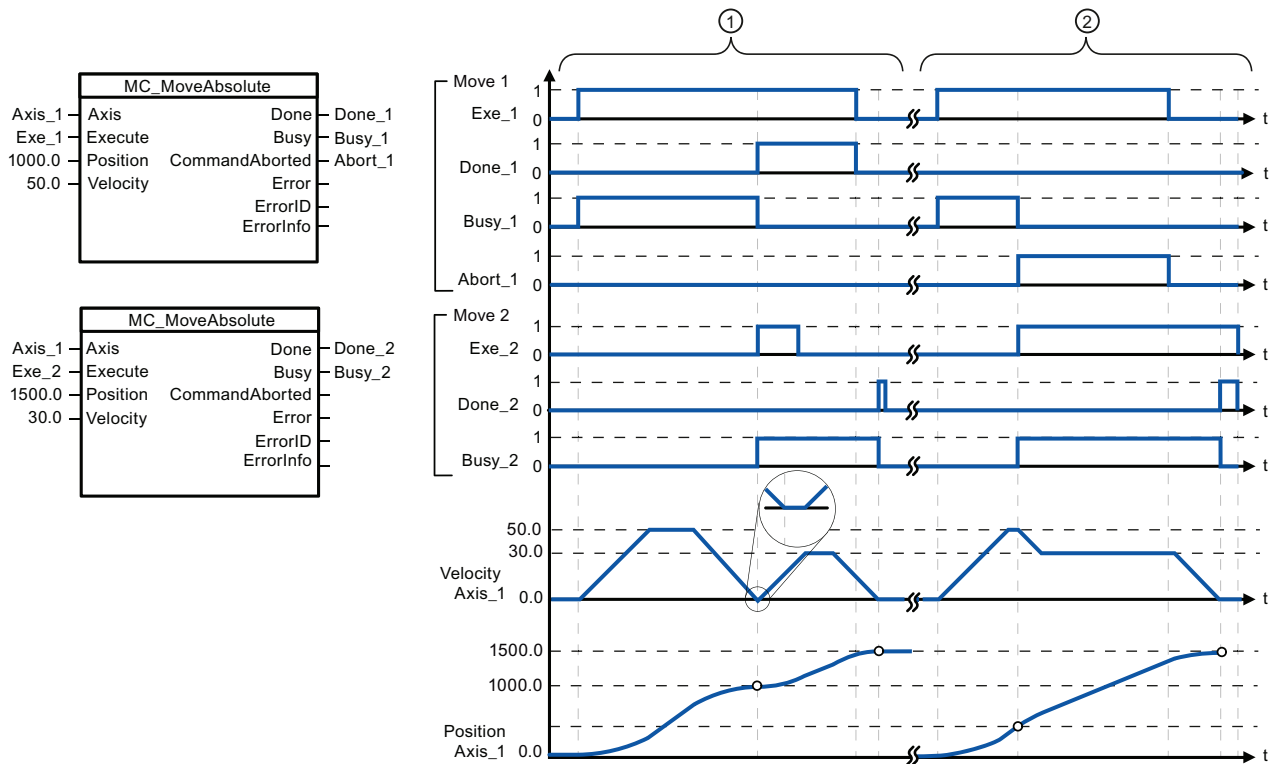 MC_MoveAbsolute
Axis_1 Axis Done Done_1
Exe_1 Execute Busy Busy_1
1000.0 Position CommandAborted Abort_1
50.0 Velocity Error
ErrorID
ErrorInfo
MC_MoveAbsolute
Axis_1 Axis Done Done_2
Exe_2 Execute Busy Busy_2
1500.0 Position CommandAborted
30.0 Velocity Error
ErrorID
ErrorInfo
1 2
Move 1
1
Exe_1
0 t
1
Done_1
0 t
1
Busy_1
0 t
1
Abort_1
0 t
Move 2
1
Exe_2
0 t
1
Done_2
0 t
1
Busy_2
0 t
50.0
30.0
Velocity
Axis_1 0.0 t
1500.0
1000.0
Position
Axis_1 0.0 t